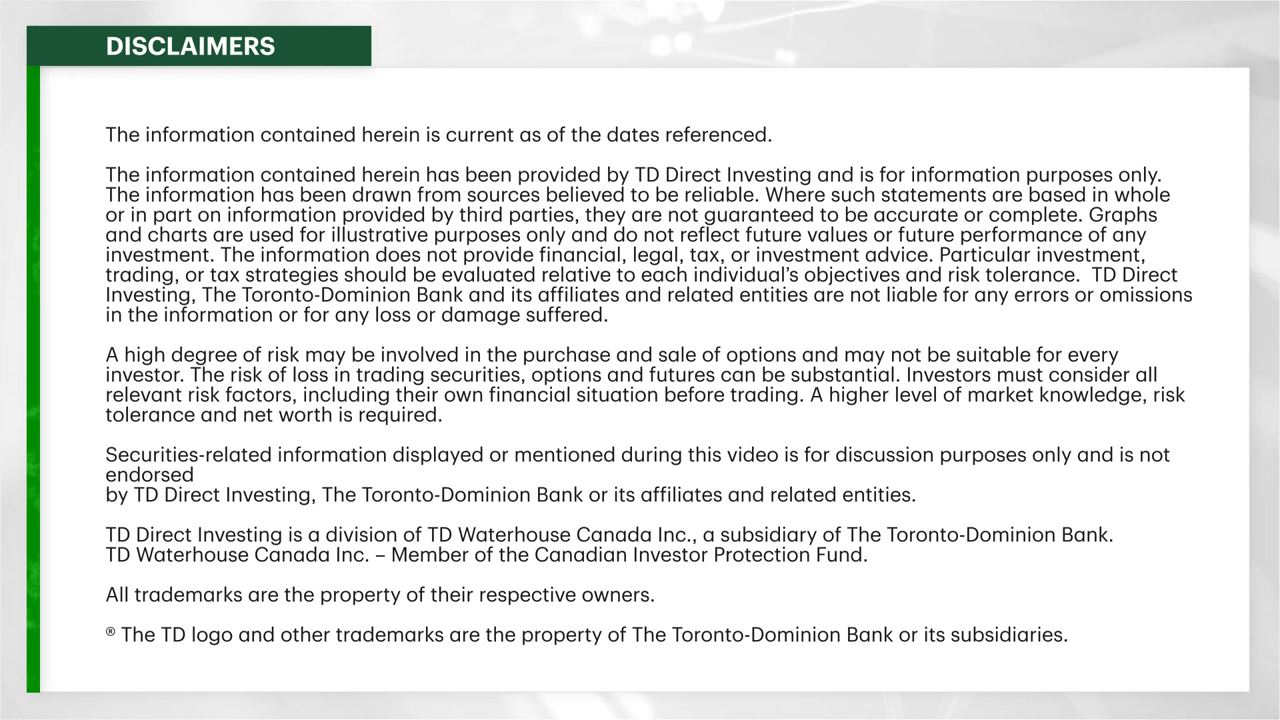 DISCLAIMERS
The information contained herein is current as of the dates referenced.
The information contained herein has been provided by TD Direct Investing and is for information purposes only.
The information has been drawn from sources believed to be reliable. Where such statements are based in whole
or in part on information provided by third parties, they are not guaranteed to be accurate or complete. Graphs
and charts are used for illustrative purposes only and do not reflect future values or future performance of any
investment. The information does not provide financial, legal, tax, or investment advice. Particular investment,
trading, or tax strategies should be evaluated relative to each individual’s objectives and risk tolerance.  TD Direct
Investing, The Toronto-Dominion Bank and its affiliates and related entities are not liable for any errors or omissions
in the information or for any loss or damage suffered.
A high degree of risk may be involved in the purchase and sale of options and may not be suitable for every
investor. The risk of loss in trading securities, options and futures can be substantial. Investors must consider all
relevant risk factors, including their own financial situation before trading. A higher level of market knowledge, risk
tolerance and net worth is required.
Securities-related information displayed or mentioned during this video is for discussion purposes only and is not
endorsed
by TD Direct Investing, The Toronto-Dominion Bank or its affiliates and related entities.
TD Direct Investing is a division of TD Waterhouse Canada Inc., a subsidiary of The Toronto-Dominion Bank.
TD Waterhouse Canada Inc. – Member of the Canadian Investor Protection Fund.
All trademarks are the property of their respective owners.
® The TD logo and other trademarks are the property of The Toronto-Dominion Bank or its subsidiaries.